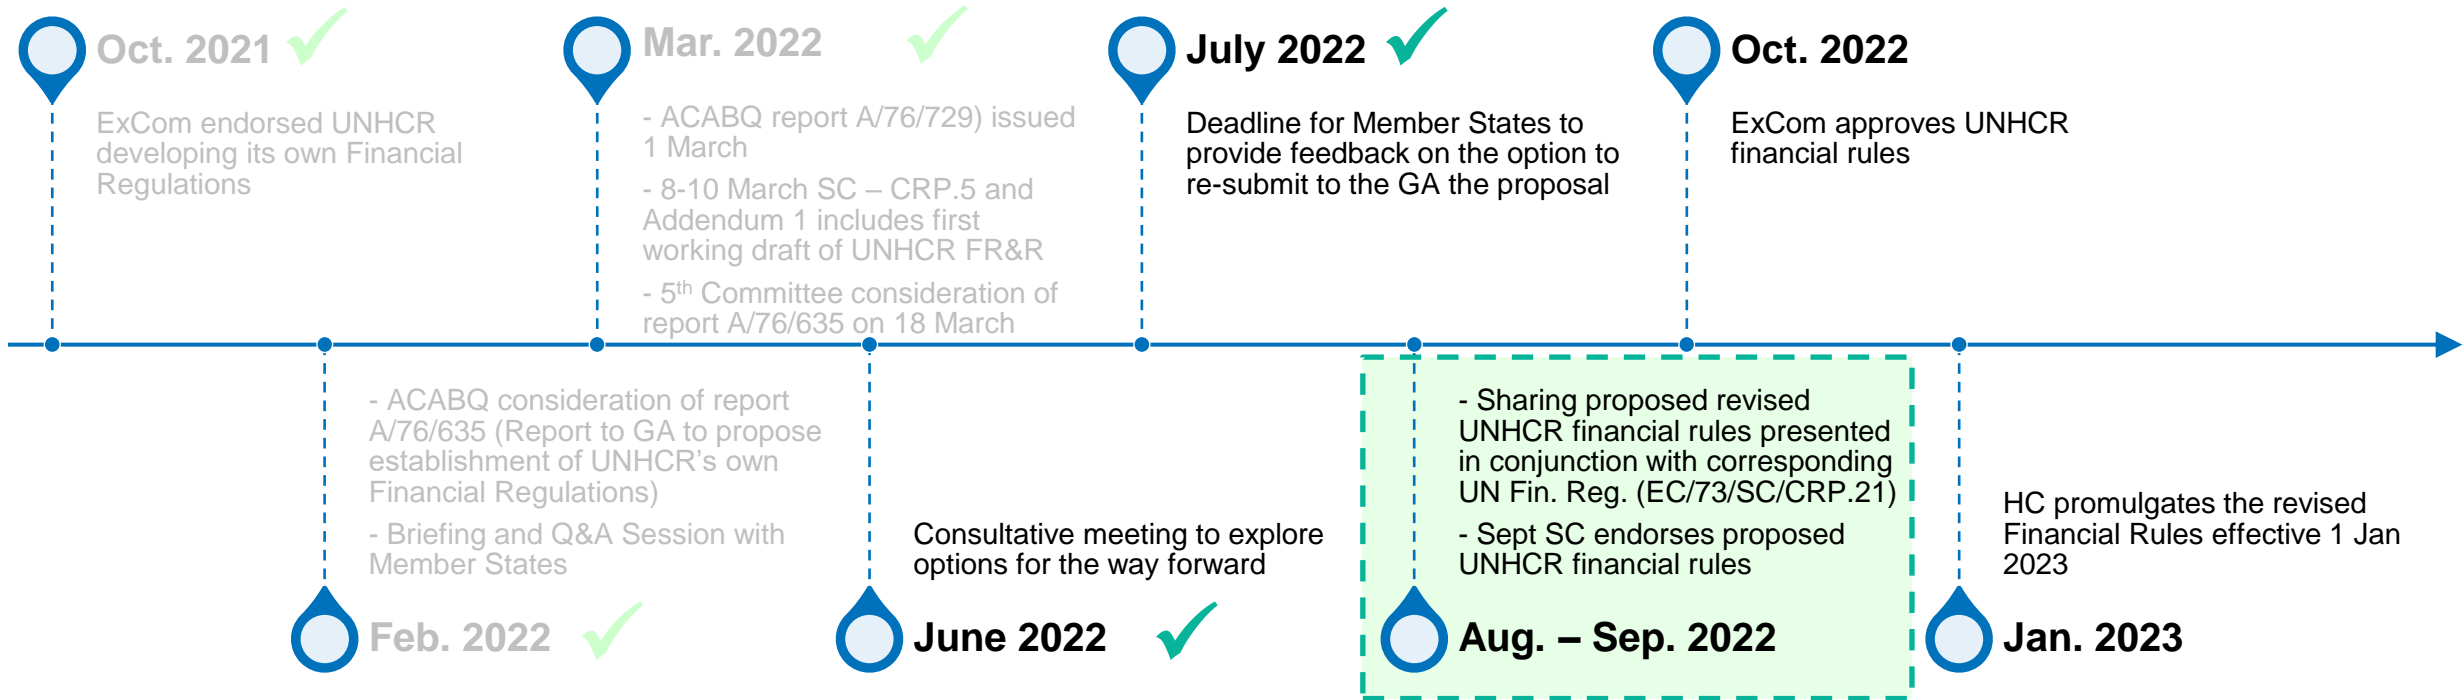 Oct. 2021
ExCom endorsed UNHCR
developing its own Financial
Regulations
Mar. 2022
- ACABQ report A/76/729) issued
1 March
- 8-10 March SC – CRP.5 and
Addendum 1 includes first
working draft of UNHCR FR&R
- 5th Committee consideration of
report A/76/635 on 18 March
July 2022
Deadline for Member States to
provide feedback on the option to
re-submit to the GA the proposal
Oct. 2022
ExCom approves UNHCR
financial rules
- ACABQ consideration of report
A/76/635 (Report to GA to propose
establishment of UNHCR's own
Financial Regulations)
- Briefing and Q&A Session with
Member States
Feb. 2022
Consultative meeting to explore
options for the way forward
June 2022
- Sharing proposed revised
UNHCR financial rules presented
in conjunction with corresponding
UN Fin. Reg. (EC/73/SC/CRP.21)
- Sept SC endorses proposed
UNHCR financial rules
Aug. – Sep. 2022
HC promulgates the revised
Financial Rules effective 1 Jan
2023
Jan. 2023